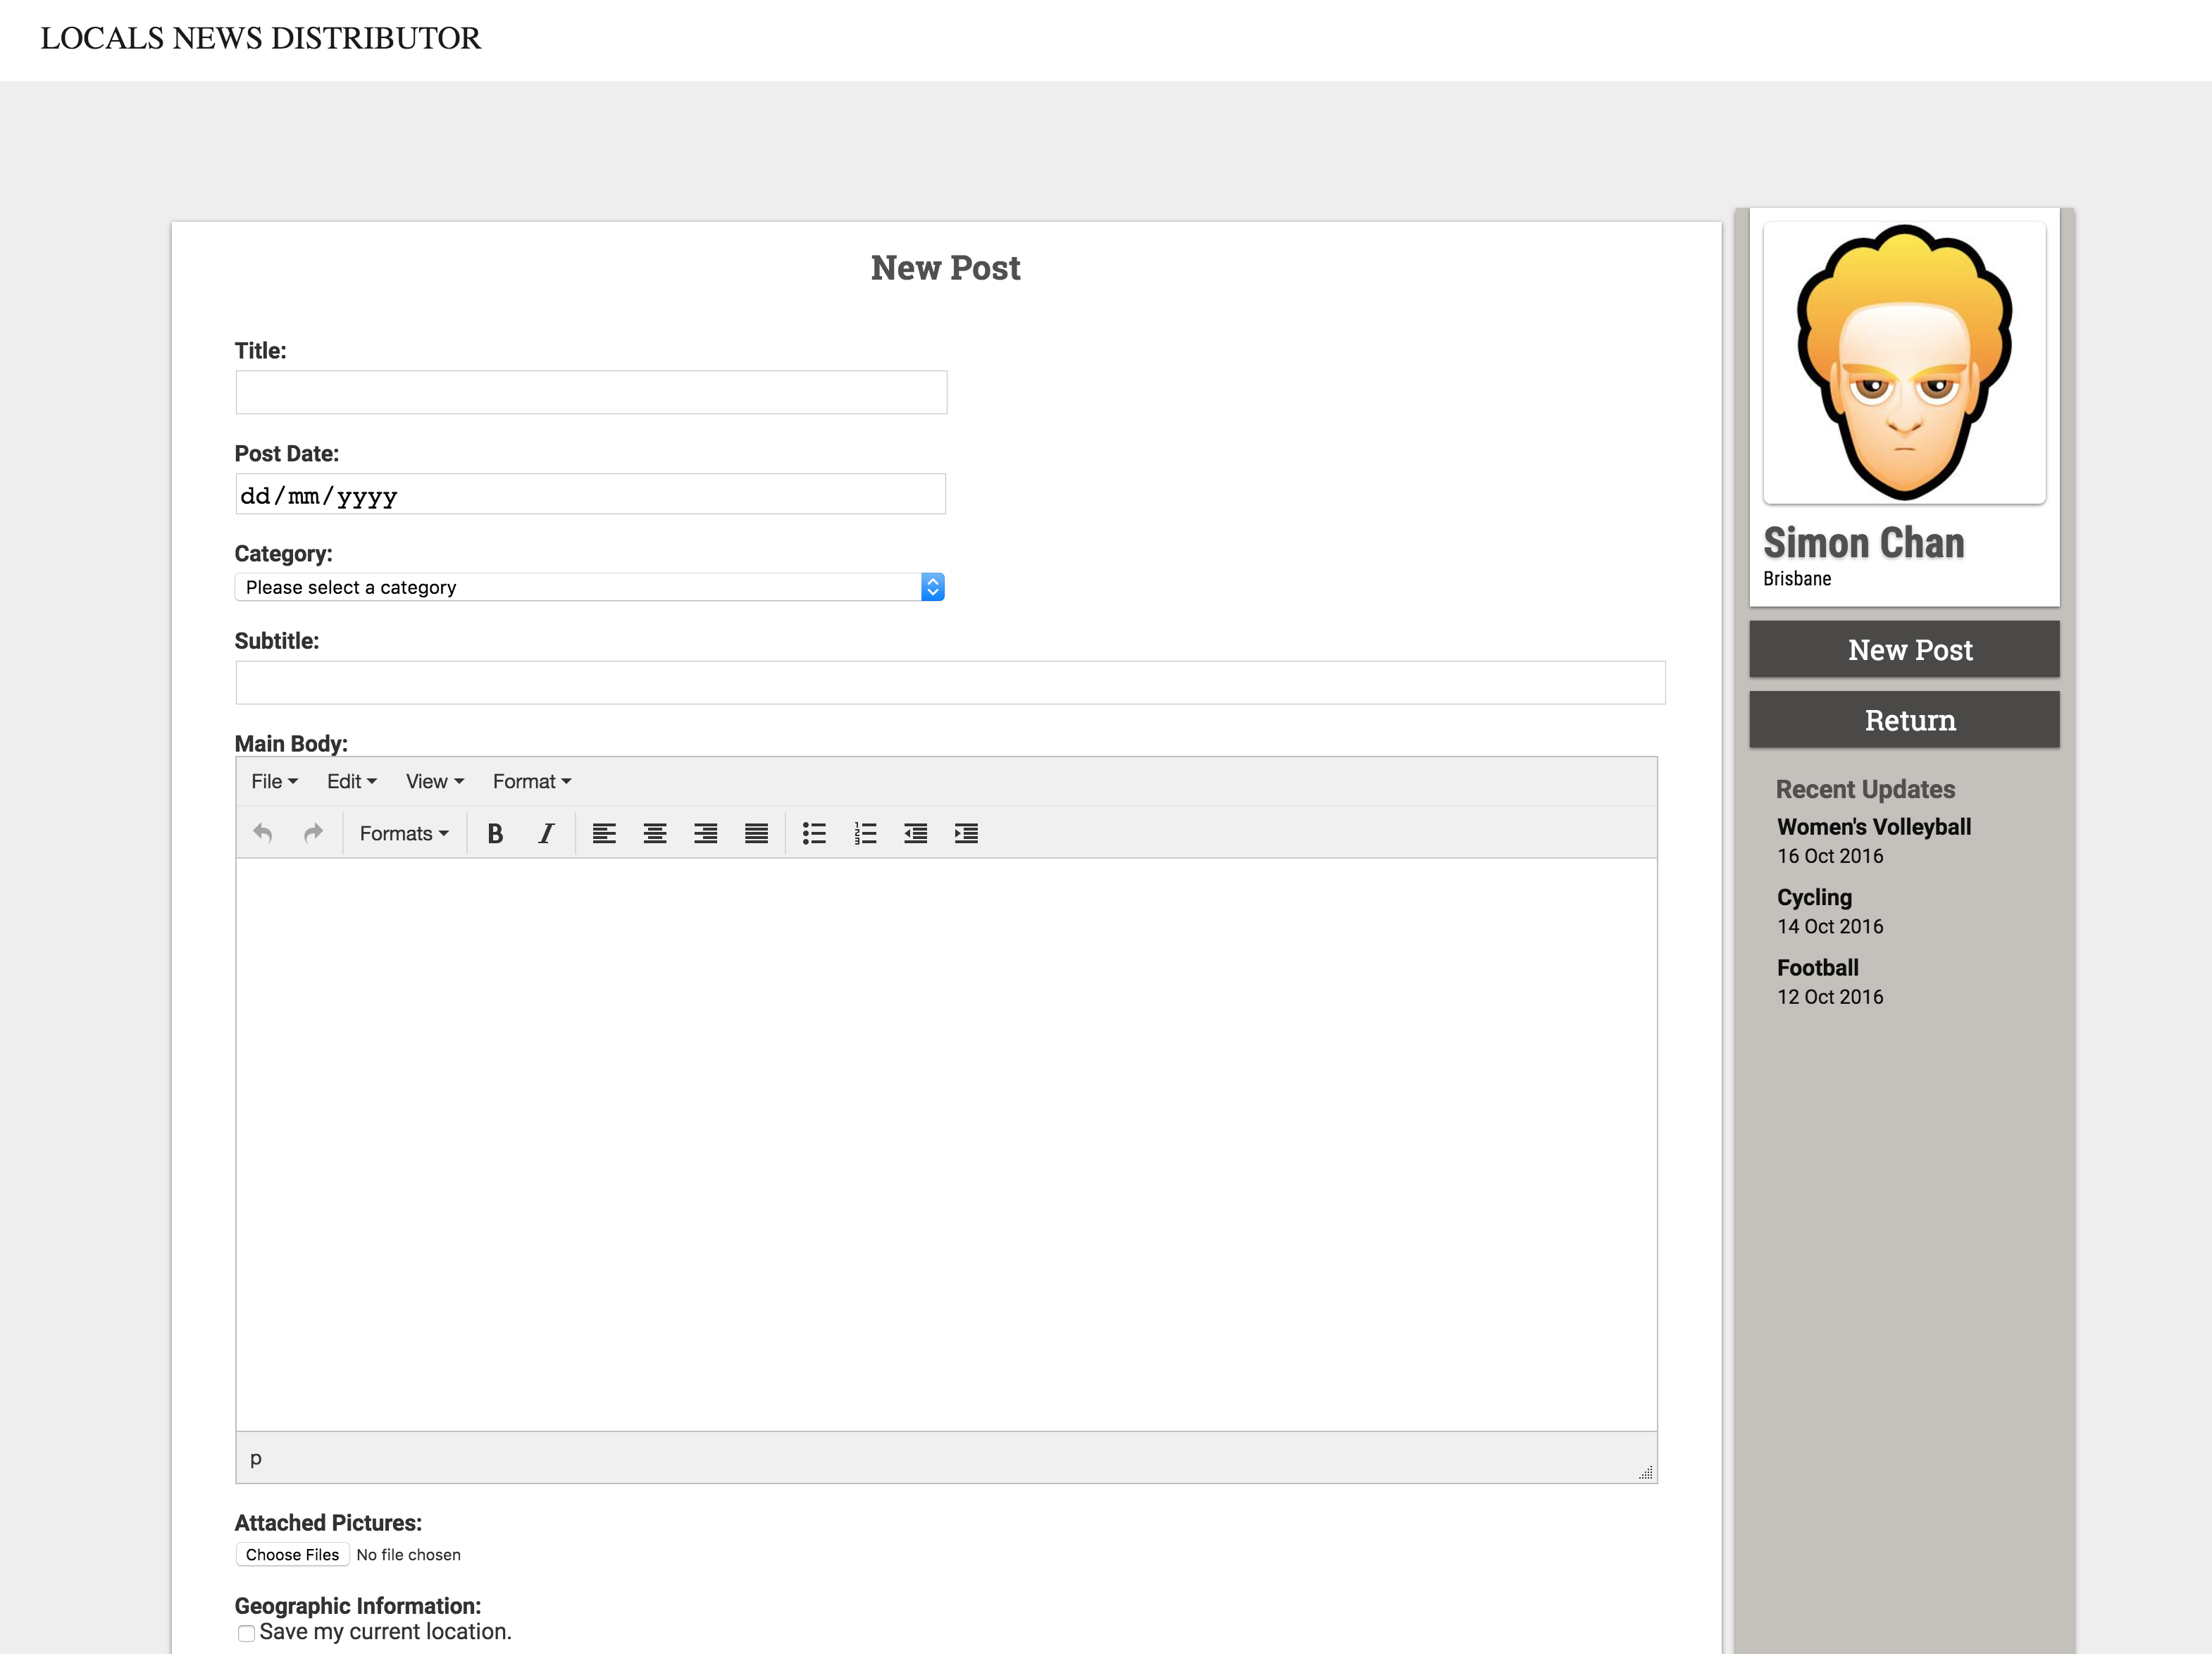 LOCALS NEWS DISTRIBUTOR
New Post
Title:
Post Date:
dd/mm/yyyy
Category:
Please select a category
Subtitle:
Main Body:
File Edit View Format
Formats B I
p
Attached Pictures:
Choose Files No file chosen
Geographic Information:
Save my current location.
Simon Chan
Brisbane
New Post
Return
Recent Updates
Women's Volleyball
16 Oct 2016
Cycling
14 Oct 2016
Football
12 Oct 2016